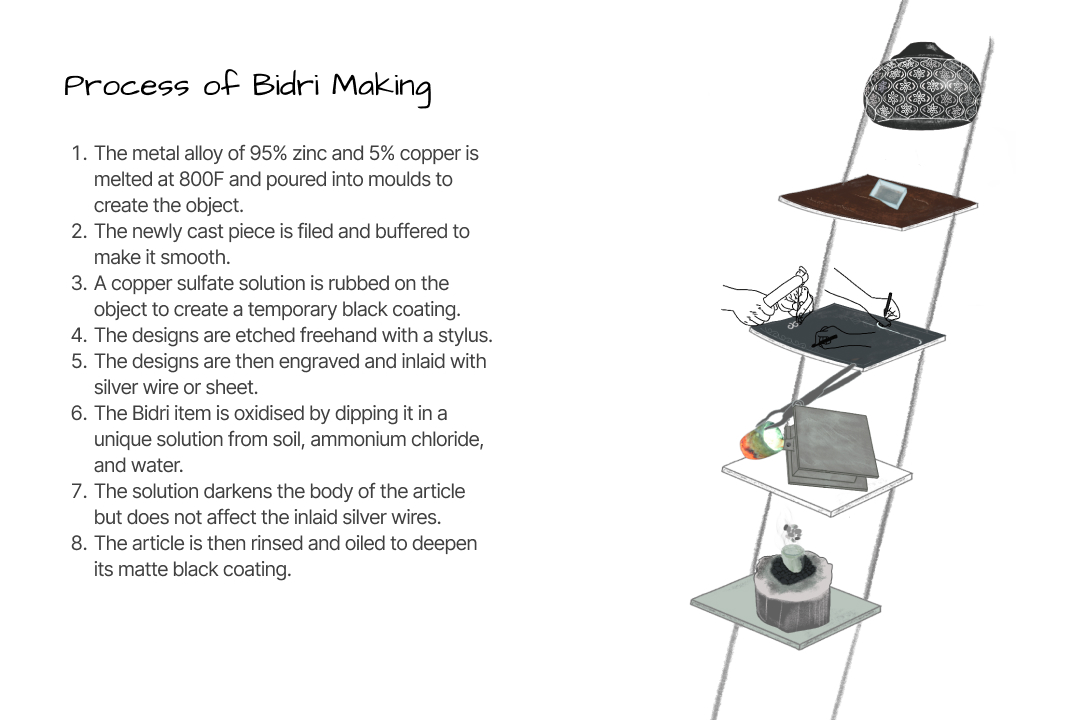 Process of Bidri Making
1. The metal alloy of 95% zinc and 5% copper is
melted at 800F and poured into moulds to
create the object.
2. The newly cast piece is filed and buffered to
make it smooth.
3. A copper sulfate solution is rubbed on the
object to create a temporary black coating.
4. The designs are etched freehand with a stylus.
5. The designs are then engraved and inlaid with
silver wire or sheet.
6. The Bidri item is oxidised by dipping it in a
unique solution from soil, ammonium chloride,
and water.
7. The solution darkens the body of the article
but does not affect the inlaid silver wires.
8. The article is then rinsed and oiled to deepen
its matte black coating.